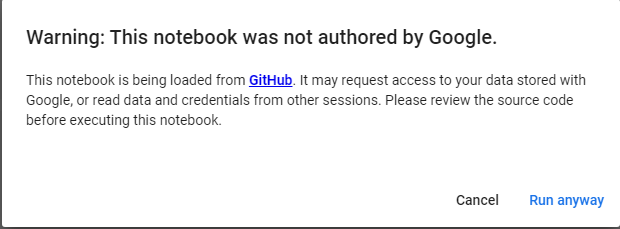 Warning: This notebook was not authored by Google.
This notebook is being loaded from GitHub. It may request access to your data stored with
Google, or read data and credentials from other sessions. Please review the source code
before executing this notebook.
Cancel
Run anyway